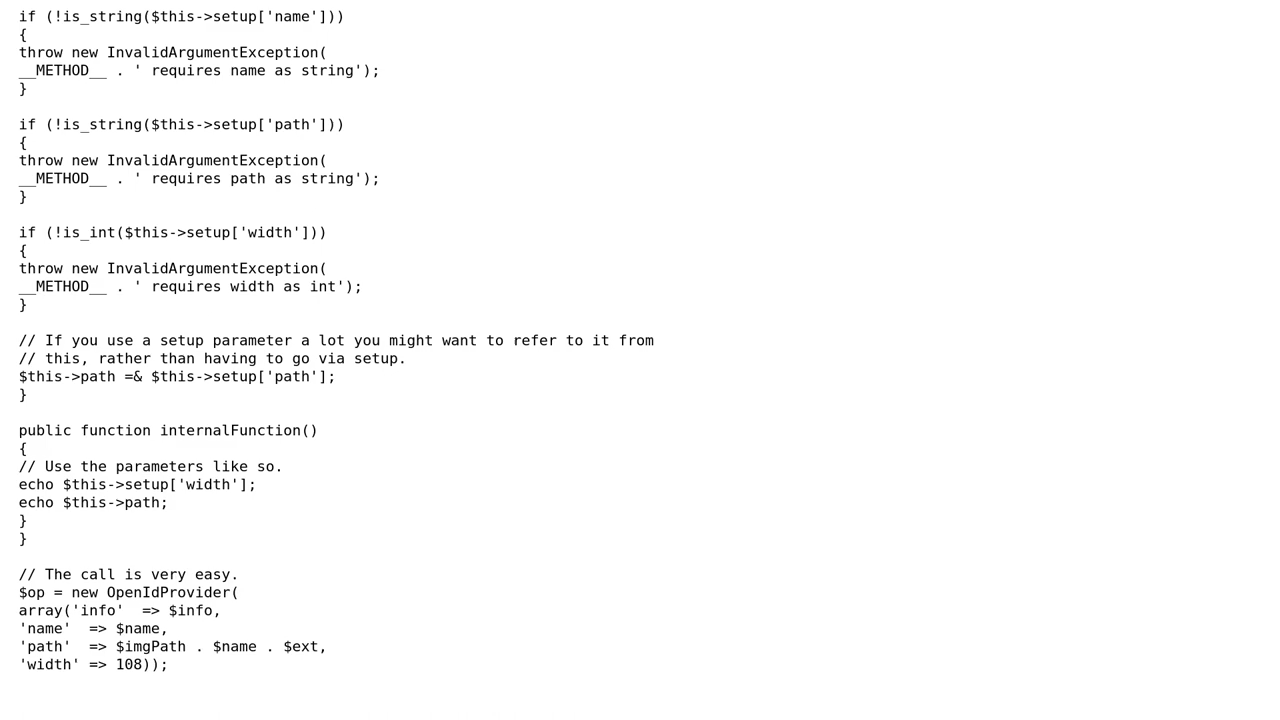 if (!is_string($this->setup['name']))
{
throw new InvalidArgumentException(
__METHOD__ . ' requires name as string');
}

if (!is_string($this->setup['path']))
{
throw new InvalidArgumentException(
__METHOD__ . ' requires path as string');
}

if (!is_int($this->setup['width']))
{
throw new InvalidArgumentException(
__METHOD__ . ' requires width as int');
}

// If you use a setup parameter a lot you might want to refer to it from
// this, rather than having to go via setup.
$this->path =& $this->setup['path'];
}

public function internalFunction()
{
// Use the parameters like so.
echo $this->setup['width'];
echo $this->path;
}
}

// The call is very easy.
$op = new OpenIdProvider(
array('info'  => $info,
'name'  => $name,
'path'  => $imgPath . $name . $ext,
'width' => 108));